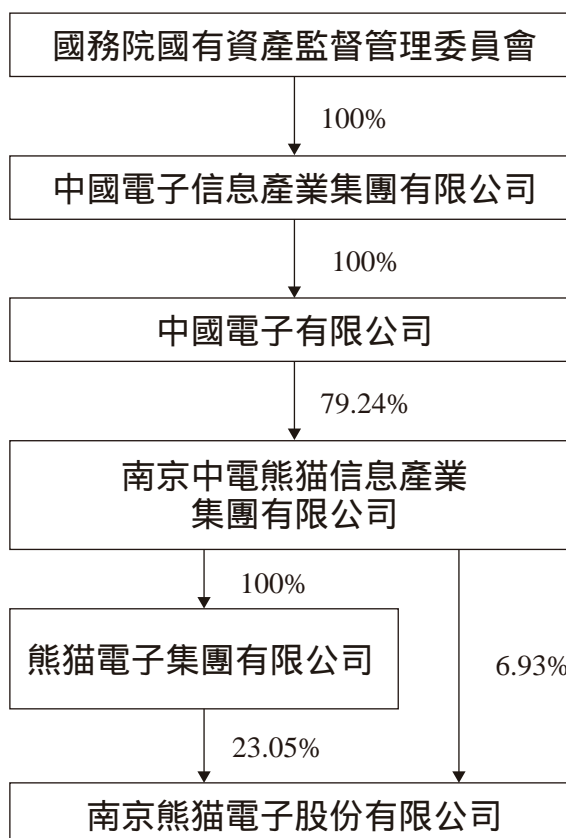 國務院國有資產監督管理委員會
100%
中國電子信息產業集團有限公司
100%
中國電子有限公司
79.24%
南京中電熊猫信息產業
集團有限公司
100%
熊猫電子集團有限公司
6.93%
23.05%
南京熊猫電子股份有限公司